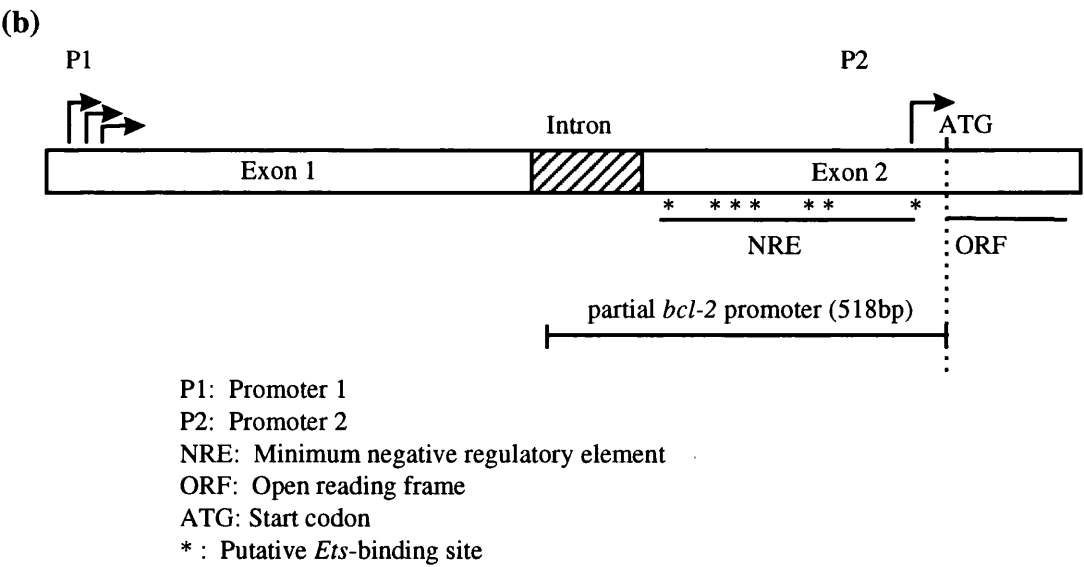 (b)
P1 P2
Intron ATG
Exon 1 Exon 2
* * * * * * *
NRE ORF
partial bcl-2 promoter (518bp)
P1: Promoter 1
P2: Promoter 2
NRE: Minimum negative regulatory element
ORF: Open reading frame
ATG: Start codon
* : Putative Ets-binding site